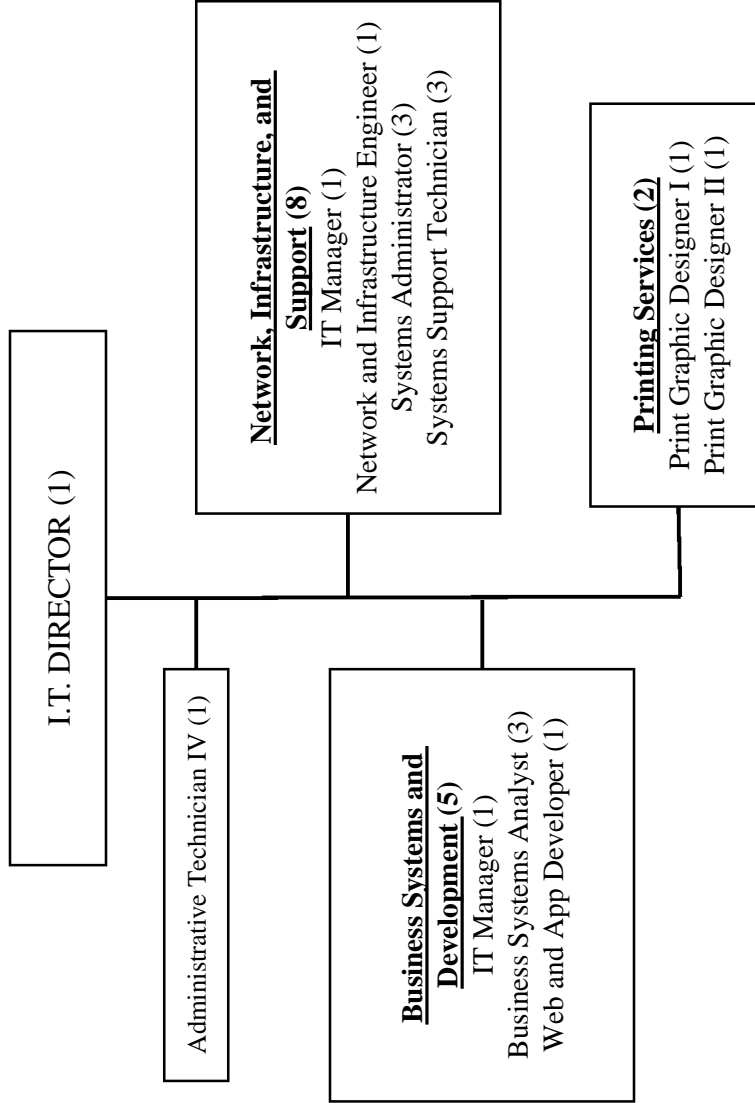 I.T. DIRECTOR (1)
Administrative Technician IV (1)
Network, Infrastructure, and
Support (8)
IT Manager (1)
Network and Infrastructure Engineer (1)
Systems Administrator (3)
Systems Support Technician (3)
Business Systems and
Development (5)
IT Manager (1)
Business Systems Analyst (3)
Web and App Developer (1)
Printing Services (2)
Print Graphic Designer I (1)
Print Graphic Designer II (1)